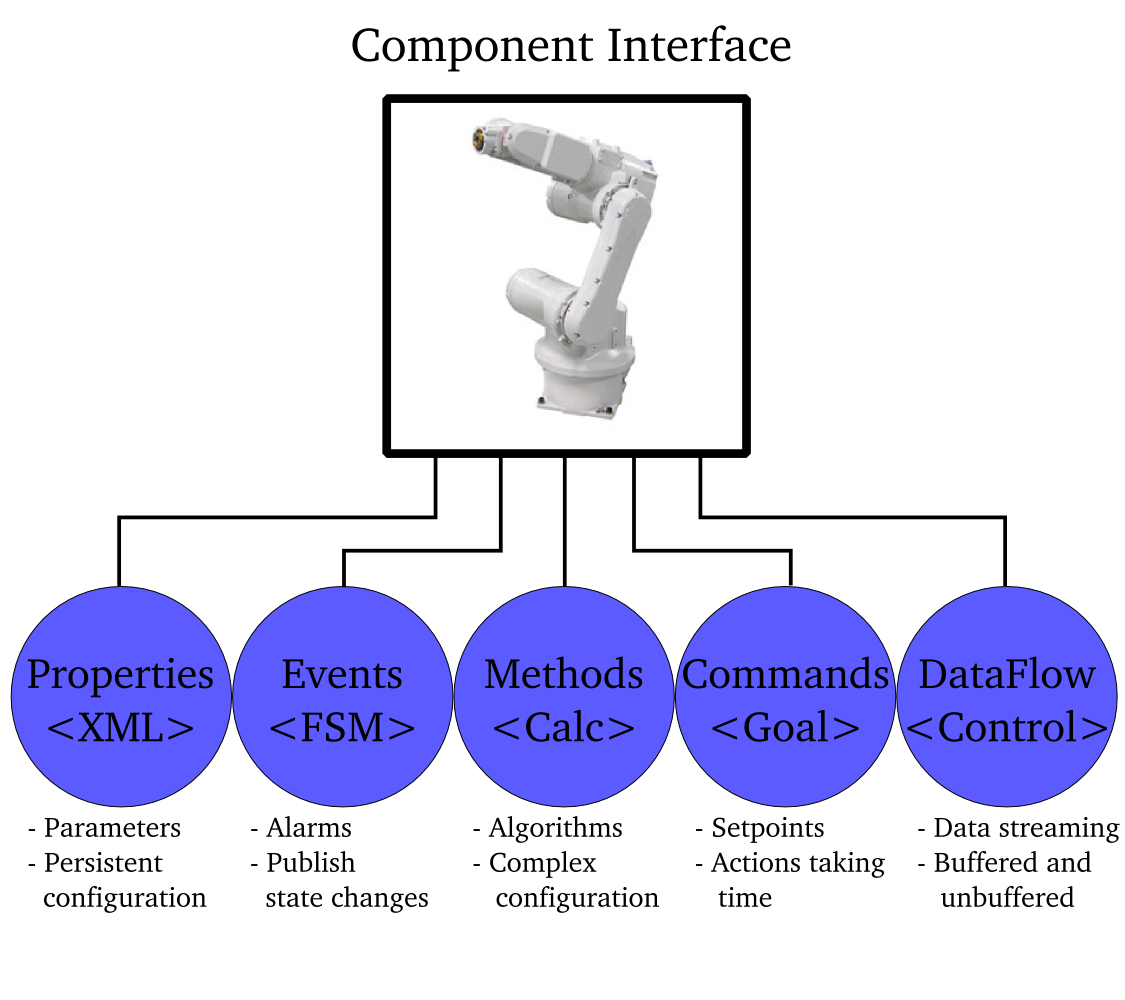 Component Interface
Properties
<XML>
- Parameters
- Persistent
configuration
Events
<FSM>
- Alarms
- Publish
state changes
Methods
<Calc>
- Algorithms
- Complex
configuration
Commands
<Goal>
- Setpoints
- Actions taking
time
DataFlow
<Control>
- Data streaming
- Buffered and
unbuffered